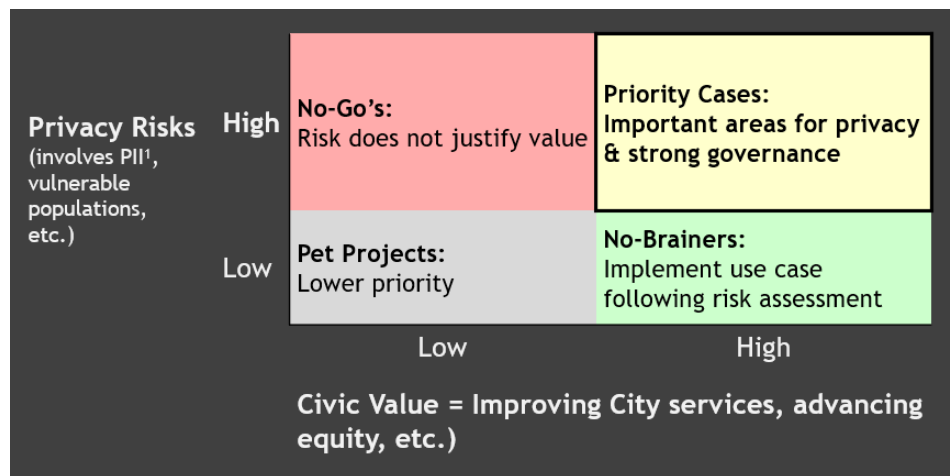 Privacy Risks
(involves PII¹,
vulnerable
populations,
etc.)
High
No-Go’s:
Risk does not justify value
Priority Cases:
Important areas for privacy
& strong governance
Low
Pet Projects:
Lower priority
No-Brainers:
Implement use case
following risk assessment
Low
High
Civic Value = Improving City services, advancing
equity, etc.)